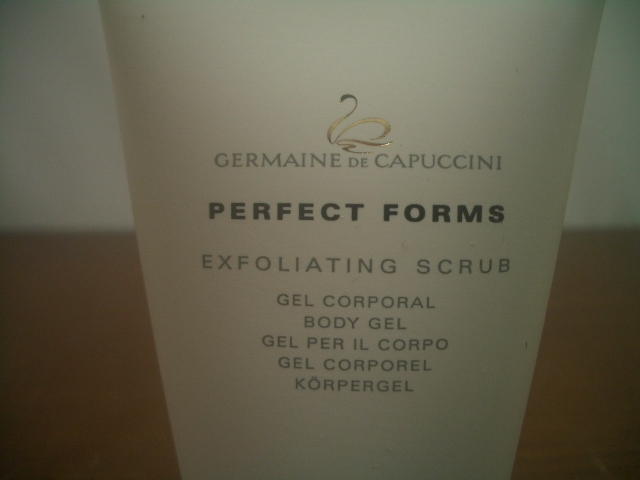 GERMAINE DE CAPUCCINI
PERFECT FORMS
EXFOLIATING SCRUB
GEL CORPORAL
BODY GEL
GEL PER IL CORPO
GEL CORPOREL
KÖRPERGEL